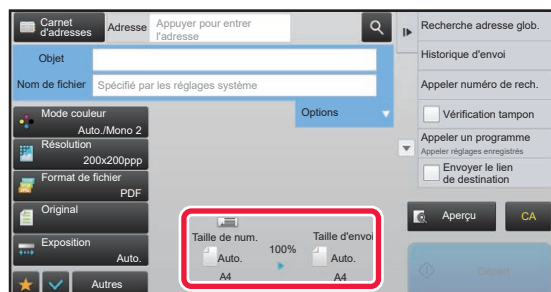 Carnet
d'adresses
Adresse
Appuyer pour entrer
l'adresse
Objet
Nom de fichier
Spécifié par les réglages système
Options
Mode couleur
Auto./Mono 2
Résolution
200x200ppp
Format de fichier
PDF
Original
Exposition
Auto.
Autres
Taille de num.
100%
Taille d'envoi
Auto.
Auto.
A4
A4
Recherche adresse glob.
Historique d'envoi
Appeler numéro de rech.
Vérification tampon
Appeler un programme
Appeler réglages enregistrés
Envoyer le lien
de destination
Aperçu
CA
Départ